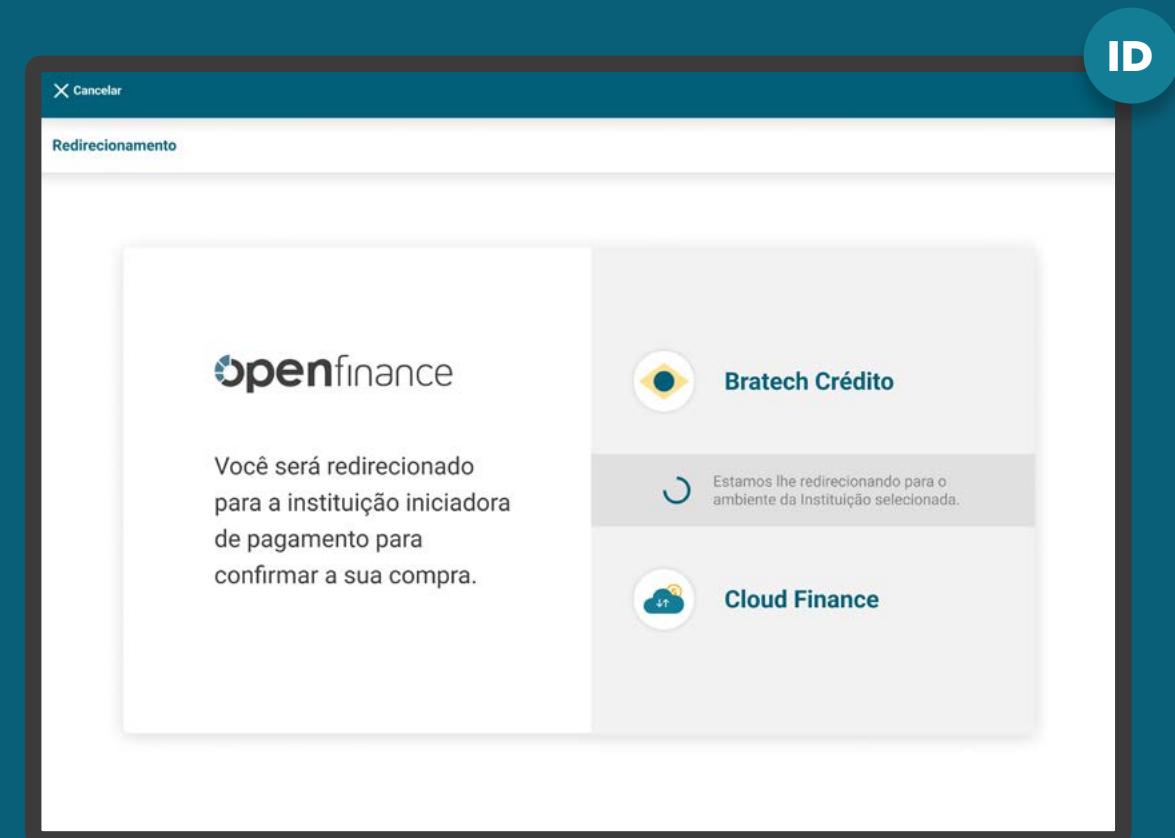 ID
Cancelar
Redirecionamento
openfinance
Você será redirecionado
para a instituição iniciadora
de pagamento para
confirmar a sua compra.
Bratech Crédito
Estamos lhe redirecionando para o
ambiente da Instituição selecionada.
Cloud Finance